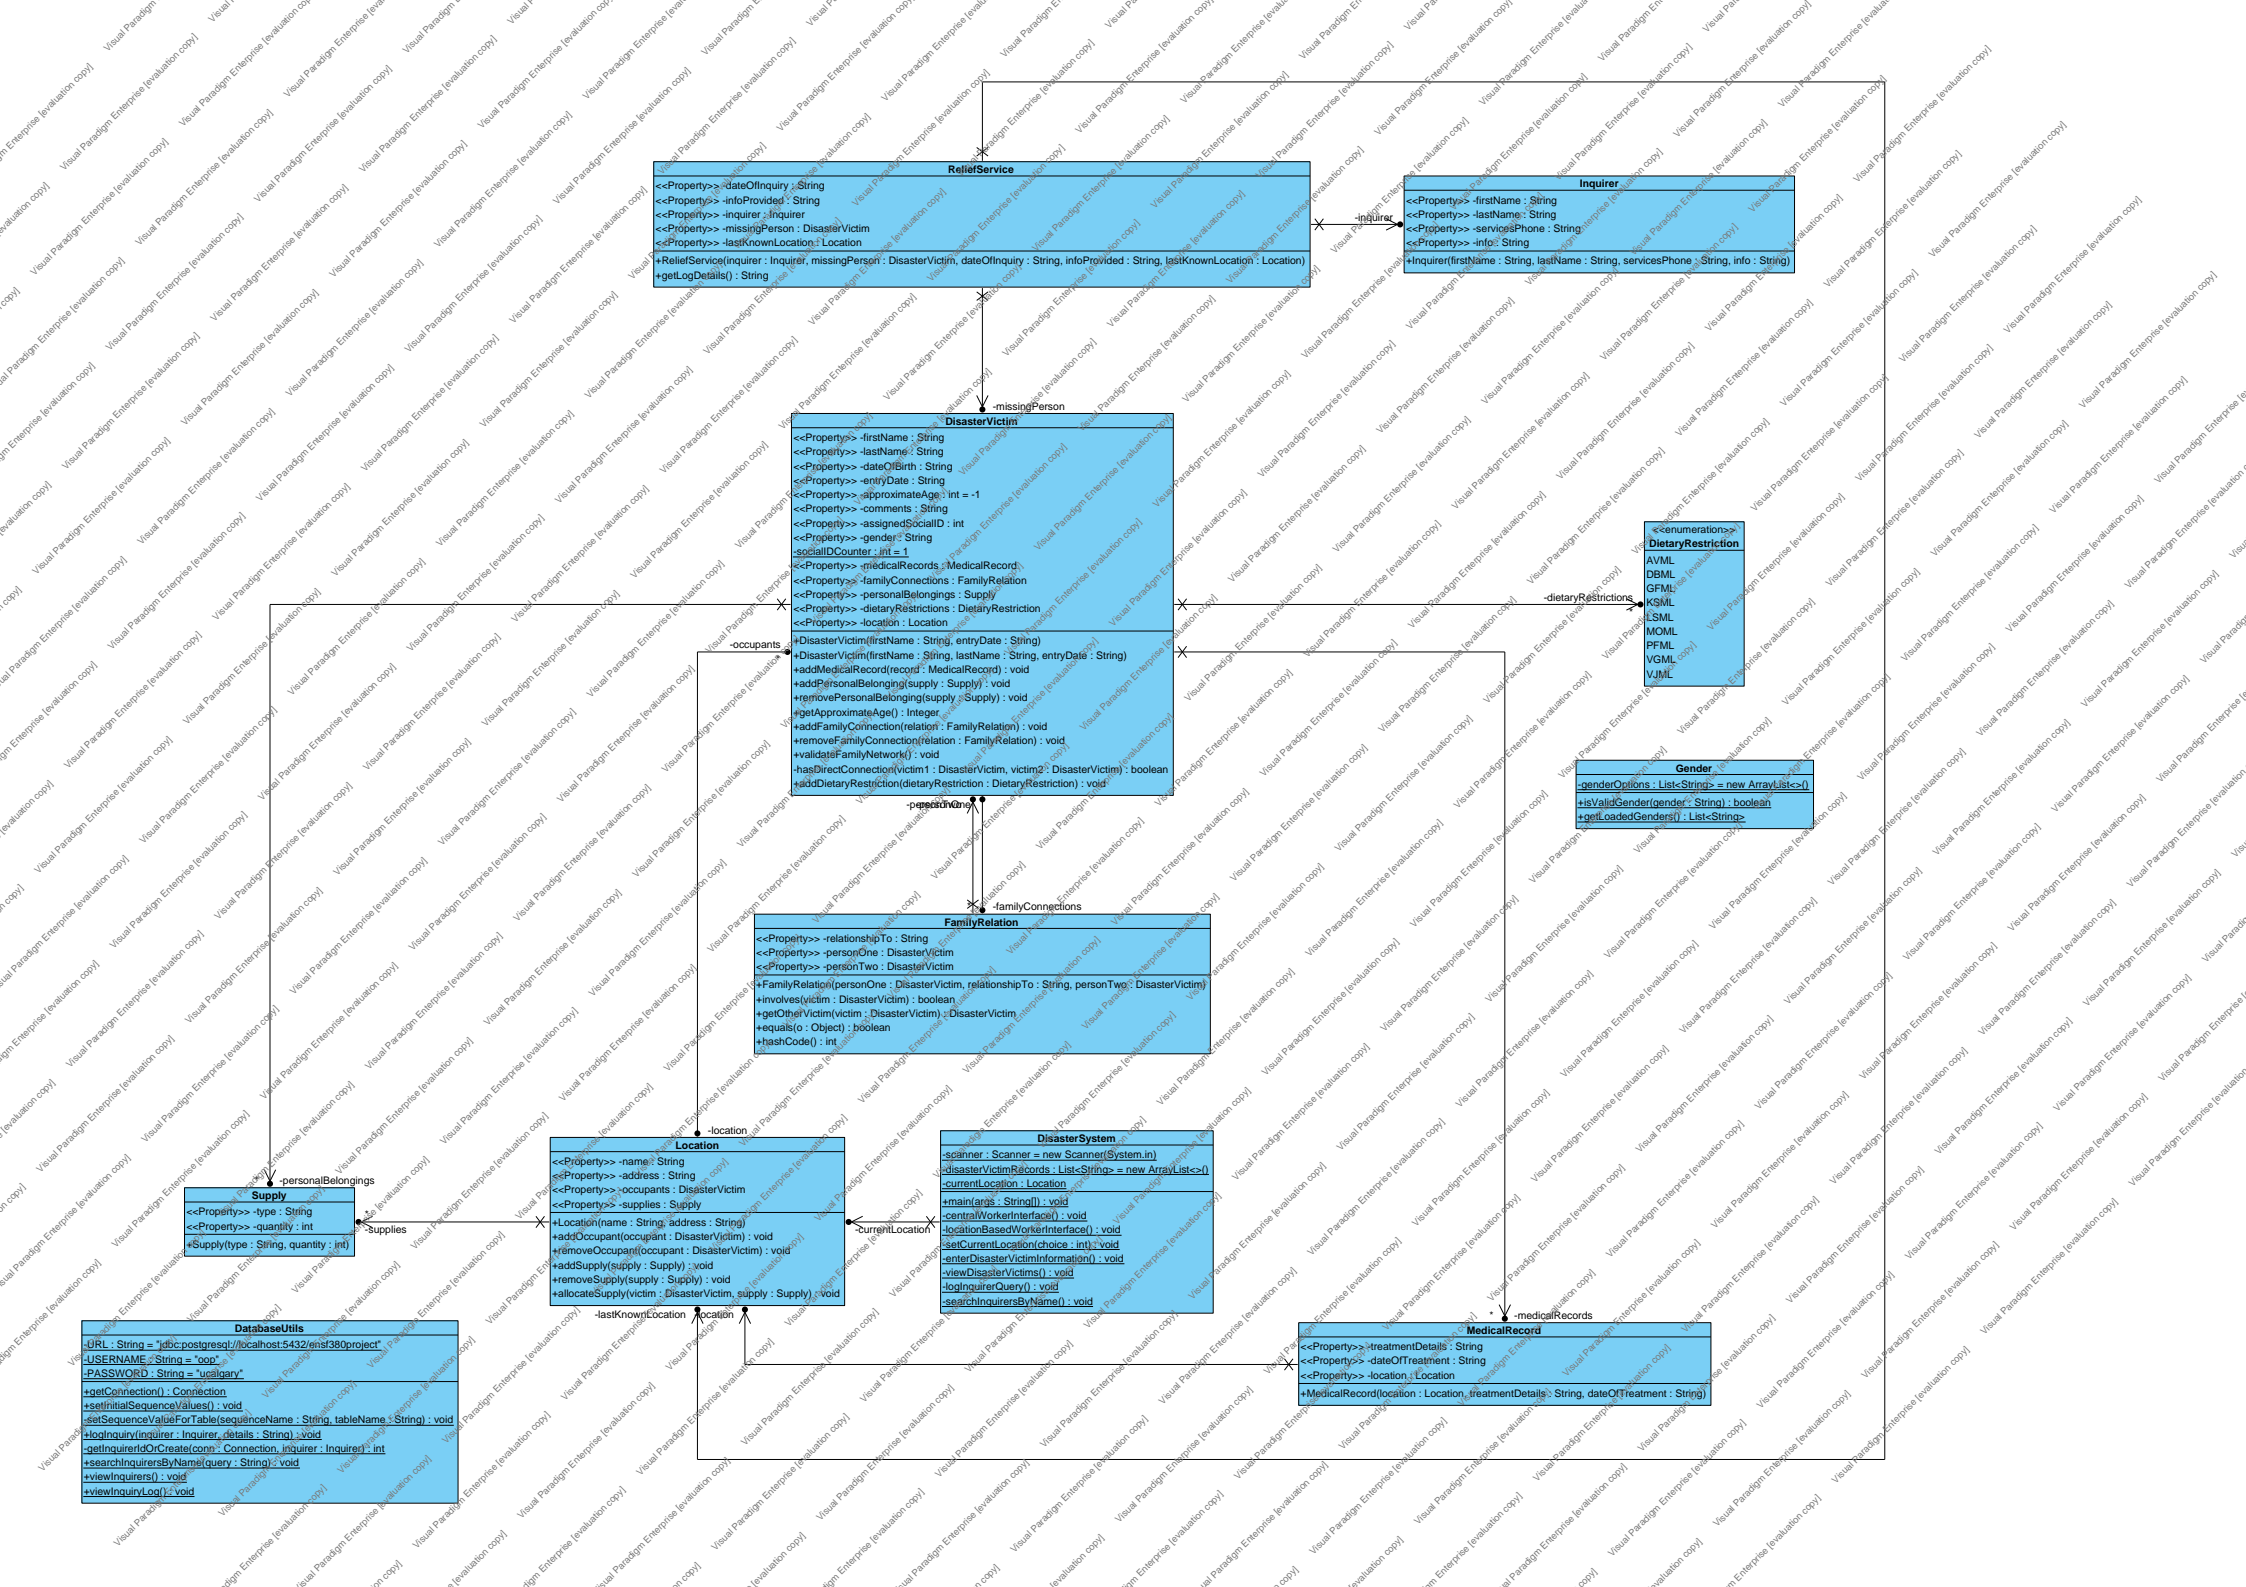 ReliefService
<<Property>> -dateOfInquiry : String
<<Property>> -infoProvided : String
<<Property>> -inquirer : Inquirer
<<Property>> -missingPerson : DisasterVictim
<<Property>> -lastKnownLocation : Location
+ReliefService(inquirer : Inquirer, missingPerson : DisasterVictim, dateOfInquiry : String, infoProvided : String, lastKnownLocation : Location)
+getLogDetails() : String
-inquirer
Inquirer
<<Property>> -firstName : String
<<Property>> -lastName : String
<<Property>> -servicesPhone : String
<<Property>> -info : String
+Inquirer(firstName : String, lastName : String, servicesPhone : String, info : String)
-missingPerson
DisasterVictim
<<Property>> -firstName : String
<<Property>> -lastName : String
<<Property>> -dateOfBirth : String
<<Property>> -entryDate : String
<<Property>> -approximateAge : int = -1
<<Property>> -comments : String
<<Property>> -assignedSocialID : int
<<Property>> -gender : String
-socialIDCounter : int = 1
<<Property>> -medicalRecords : MedicalRecord
<<Property>> -familyConnections : FamilyRelation
<<Property>> -personalBelongings : Supply
<<Property>> -dietaryRestrictions : DietaryRestriction
<<Property>> -location : Location
+DisasterVictim(firstName : String, entryDate : String)
+DisasterVictim(firstName : String, lastName : String, entryDate : String)
+addMedicalRecord(record : MedicalRecord) : void
+addPersonalBelonging(supply : Supply) : void
+removePersonalBelonging(supply : Supply) : void
+getApproximateAge() : Integer
+addFamilyConnection(relation : FamilyRelation) : void
+removeFamilyConnection(relation : FamilyRelation) : void
+validateFamilyNetwork() : void
-hasDirectConnection(victim1 : DisasterVictim, victim2 : DisasterVictim) : boolean
+addDietaryRestriction(dietaryRestriction : DietaryRestriction) : void
-occupants
*
-dietaryRestrictions
*
<<enumeration>>
DietaryRestriction
AVML
DBML
GFML
KSML
LSML
MOML
PFML
VGML
VJML
Gender
-genderOptions : List<String> = new ArrayList<>()
+isValidGender(gender : String) : boolean
+getLoadedGenders() : List<String>
-personTwo
-personOne
-familyConnections
FamilyRelation
<<Property>> -relationshipTo : String
<<Property>> -personOne : DisasterVictim
<<Property>> -personTwo : DisasterVictim
+FamilyRelation(personOne : DisasterVictim, relationshipTo : String, personTwo : DisasterVictim)
+involves(victim : DisasterVictim) : boolean
+getOtherVictim(victim : DisasterVictim) : DisasterVictim
+equals(o : Object) : boolean
+hashCode() : int
-location
Location
<<Property>> -name : String
<<Property>> -address : String
<<Property>> -occupants : DisasterVictim
<<Property>> -supplies : Supply
+Location(name : String, address : String)
+addOccupant(occupant : DisasterVictim) : void
+removeOccupant(occupant : DisasterVictim) : void
+addSupply(supply : Supply) : void
+removeSupply(supply : Supply) : void
+allocateSupply(victim : DisasterVictim, supply : Supply) : void
-currentLocation
DisasterSystem
-scanner : Scanner = new Scanner(System.in)
-disasterVictimRecords : List<String> = new ArrayList<>()
-currentLocation : Location
+main(args : String[]) : void
-centralWorkerInterface() : void
-locationBasedWorkerInterface() : void
-setCurrentLocation(choice : int) : void
-enterDisasterVictimInformation() : void
-viewDisasterVictims() : void
-logInquirerQuery() : void
-searchInquirersByName() : void
*
-personalBelongings
Supply
<<Property>> -type : String
<<Property>> -quantity : int
+Supply(type : String, quantity : int)
*
-supplies
-lastKnownLocation
-location
*
-medicalRecords
MedicalRecord
<<Property>> -treatmentDetails : String
<<Property>> -dateOfTreatment : String
<<Property>> -location : Location
+MedicalRecord(location : Location, treatmentDetails : String, dateOfTreatment : String)
DatabaseUtils
-URL : String = "jdbc:postgresql://localhost:5432/ensf380project"
-USERNAME : String = "oop"
-PASSWORD : String = "ucalgary"
+getConnection() : Connection
+setInitialSequenceValues() : void
-setSequenceValueForTable(sequenceName : String, tableName : String) : void
+logInquiry(inquirer : Inquirer, details : String) : void
-getInquirerIdOrCreate(conn : Connection, inquirer : Inquirer) : int
+searchInquirersByName(query : String) : void
+viewInquirers() : void
+viewInquiryLog() : void
Visual Paradigm Enterprise [evaluation copy]